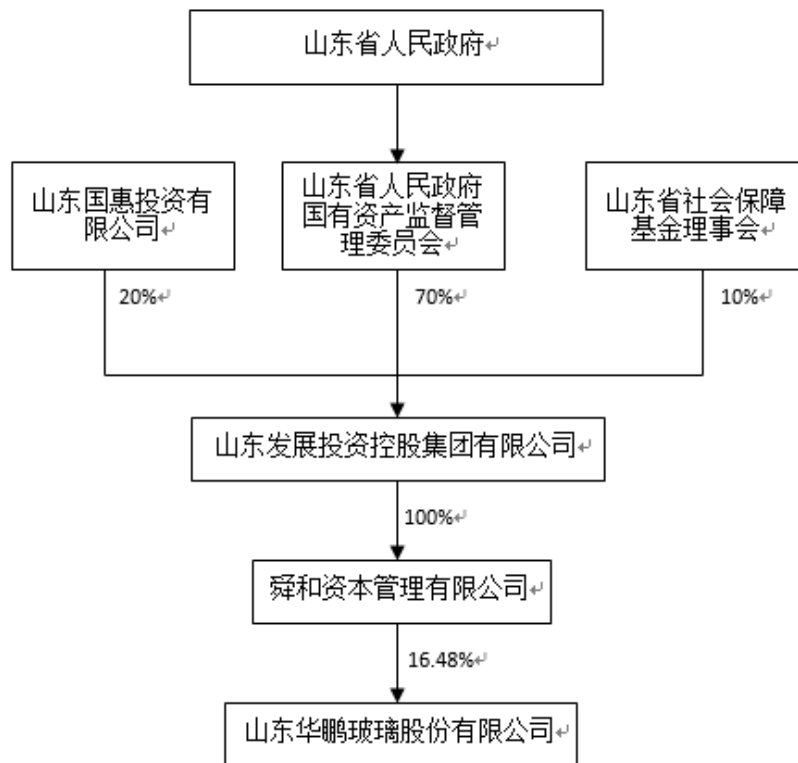 山东省人民政府↵
山东国惠投资有
限公司↵
山东省人民政府
国有资产监督管
理委员会↵
山东省社会保障
基金理事会↵
20%↵
70%↵
10%↵
山东发展投资控股集团有限公司↵
100%↵
舜和资本管理有限公司↵
16.48%↵
山东华鹏玻璃股份有限公司↵